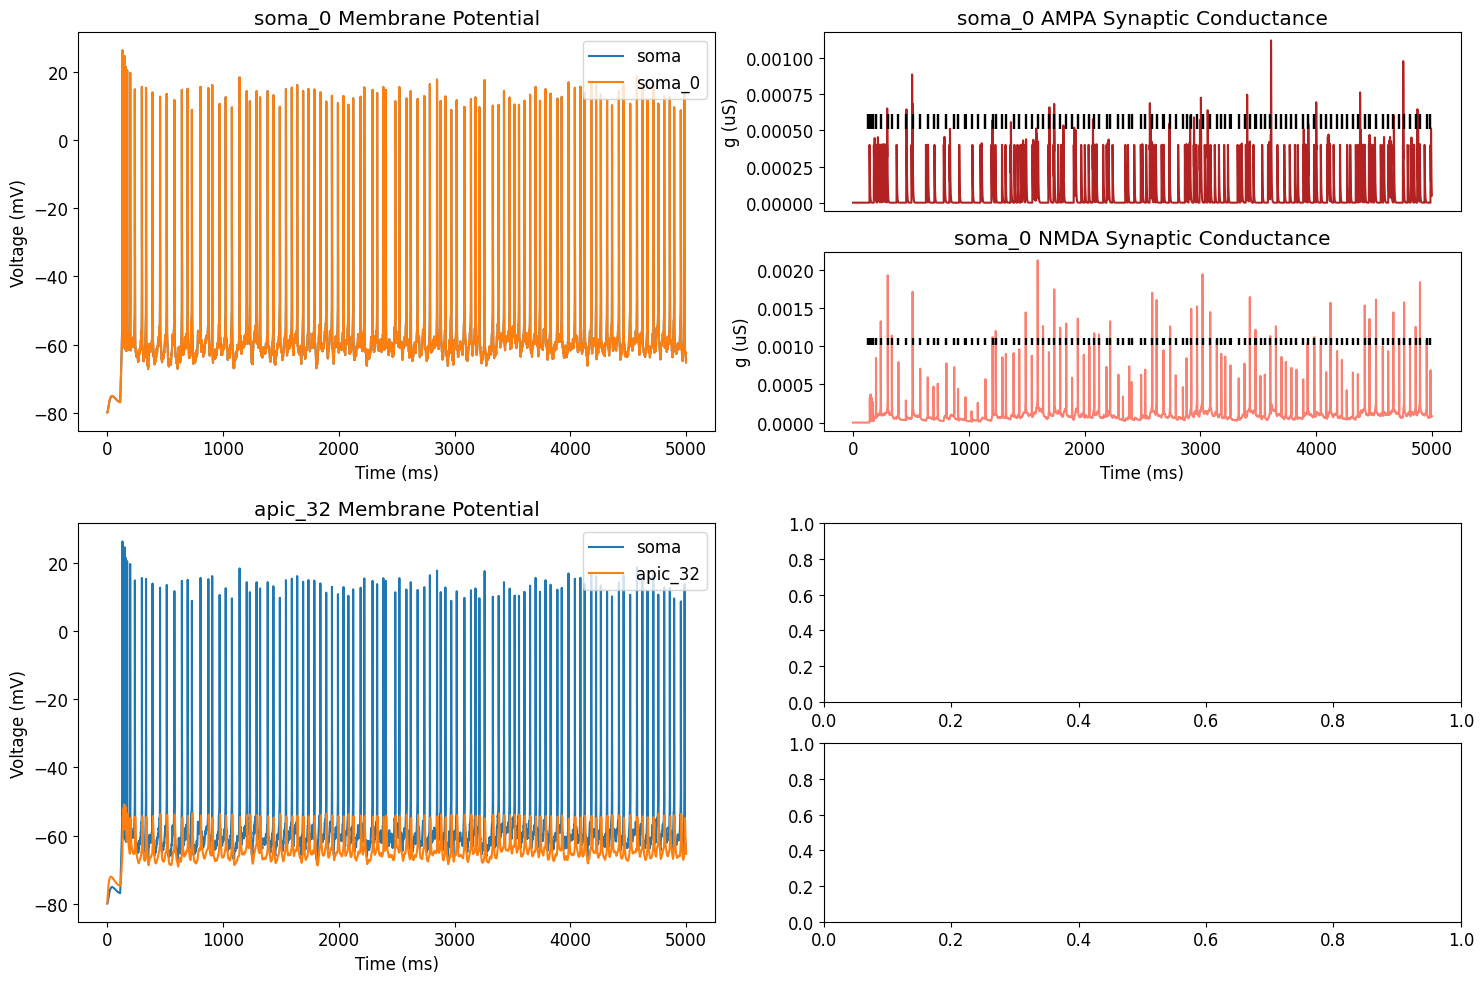 soma_0 Membrane Potential
soma
soma_0
20
0
−20
−40
−60
−80
Voltage (mV)
0 1000 2000 3000 4000 5000
Time (ms)
soma_0 AMPA Synaptic Conductance
0.00100
0.00075
0.00050
0.00025
0.00000
g (uS)
soma_0 NMDA Synaptic Conductance
0.0020
0.0015
0.0010
0.0005
0.0000
g (uS)
0 1000 2000 3000 4000 5000
Time (ms)
apic_32 Membrane Potential
soma
apic_32
20
0
−20
−40
−60
−80
Voltage (mV)
0 1000 2000 3000 4000 5000
Time (ms)
1.0
0.8
0.6
0.4
0.2
0.0
0.0 0.2 0.4 0.6 0.8 1.0
1.0
0.8
0.6
0.4
0.2
0.0
0.0 0.2 0.4 0.6 0.8 1.0